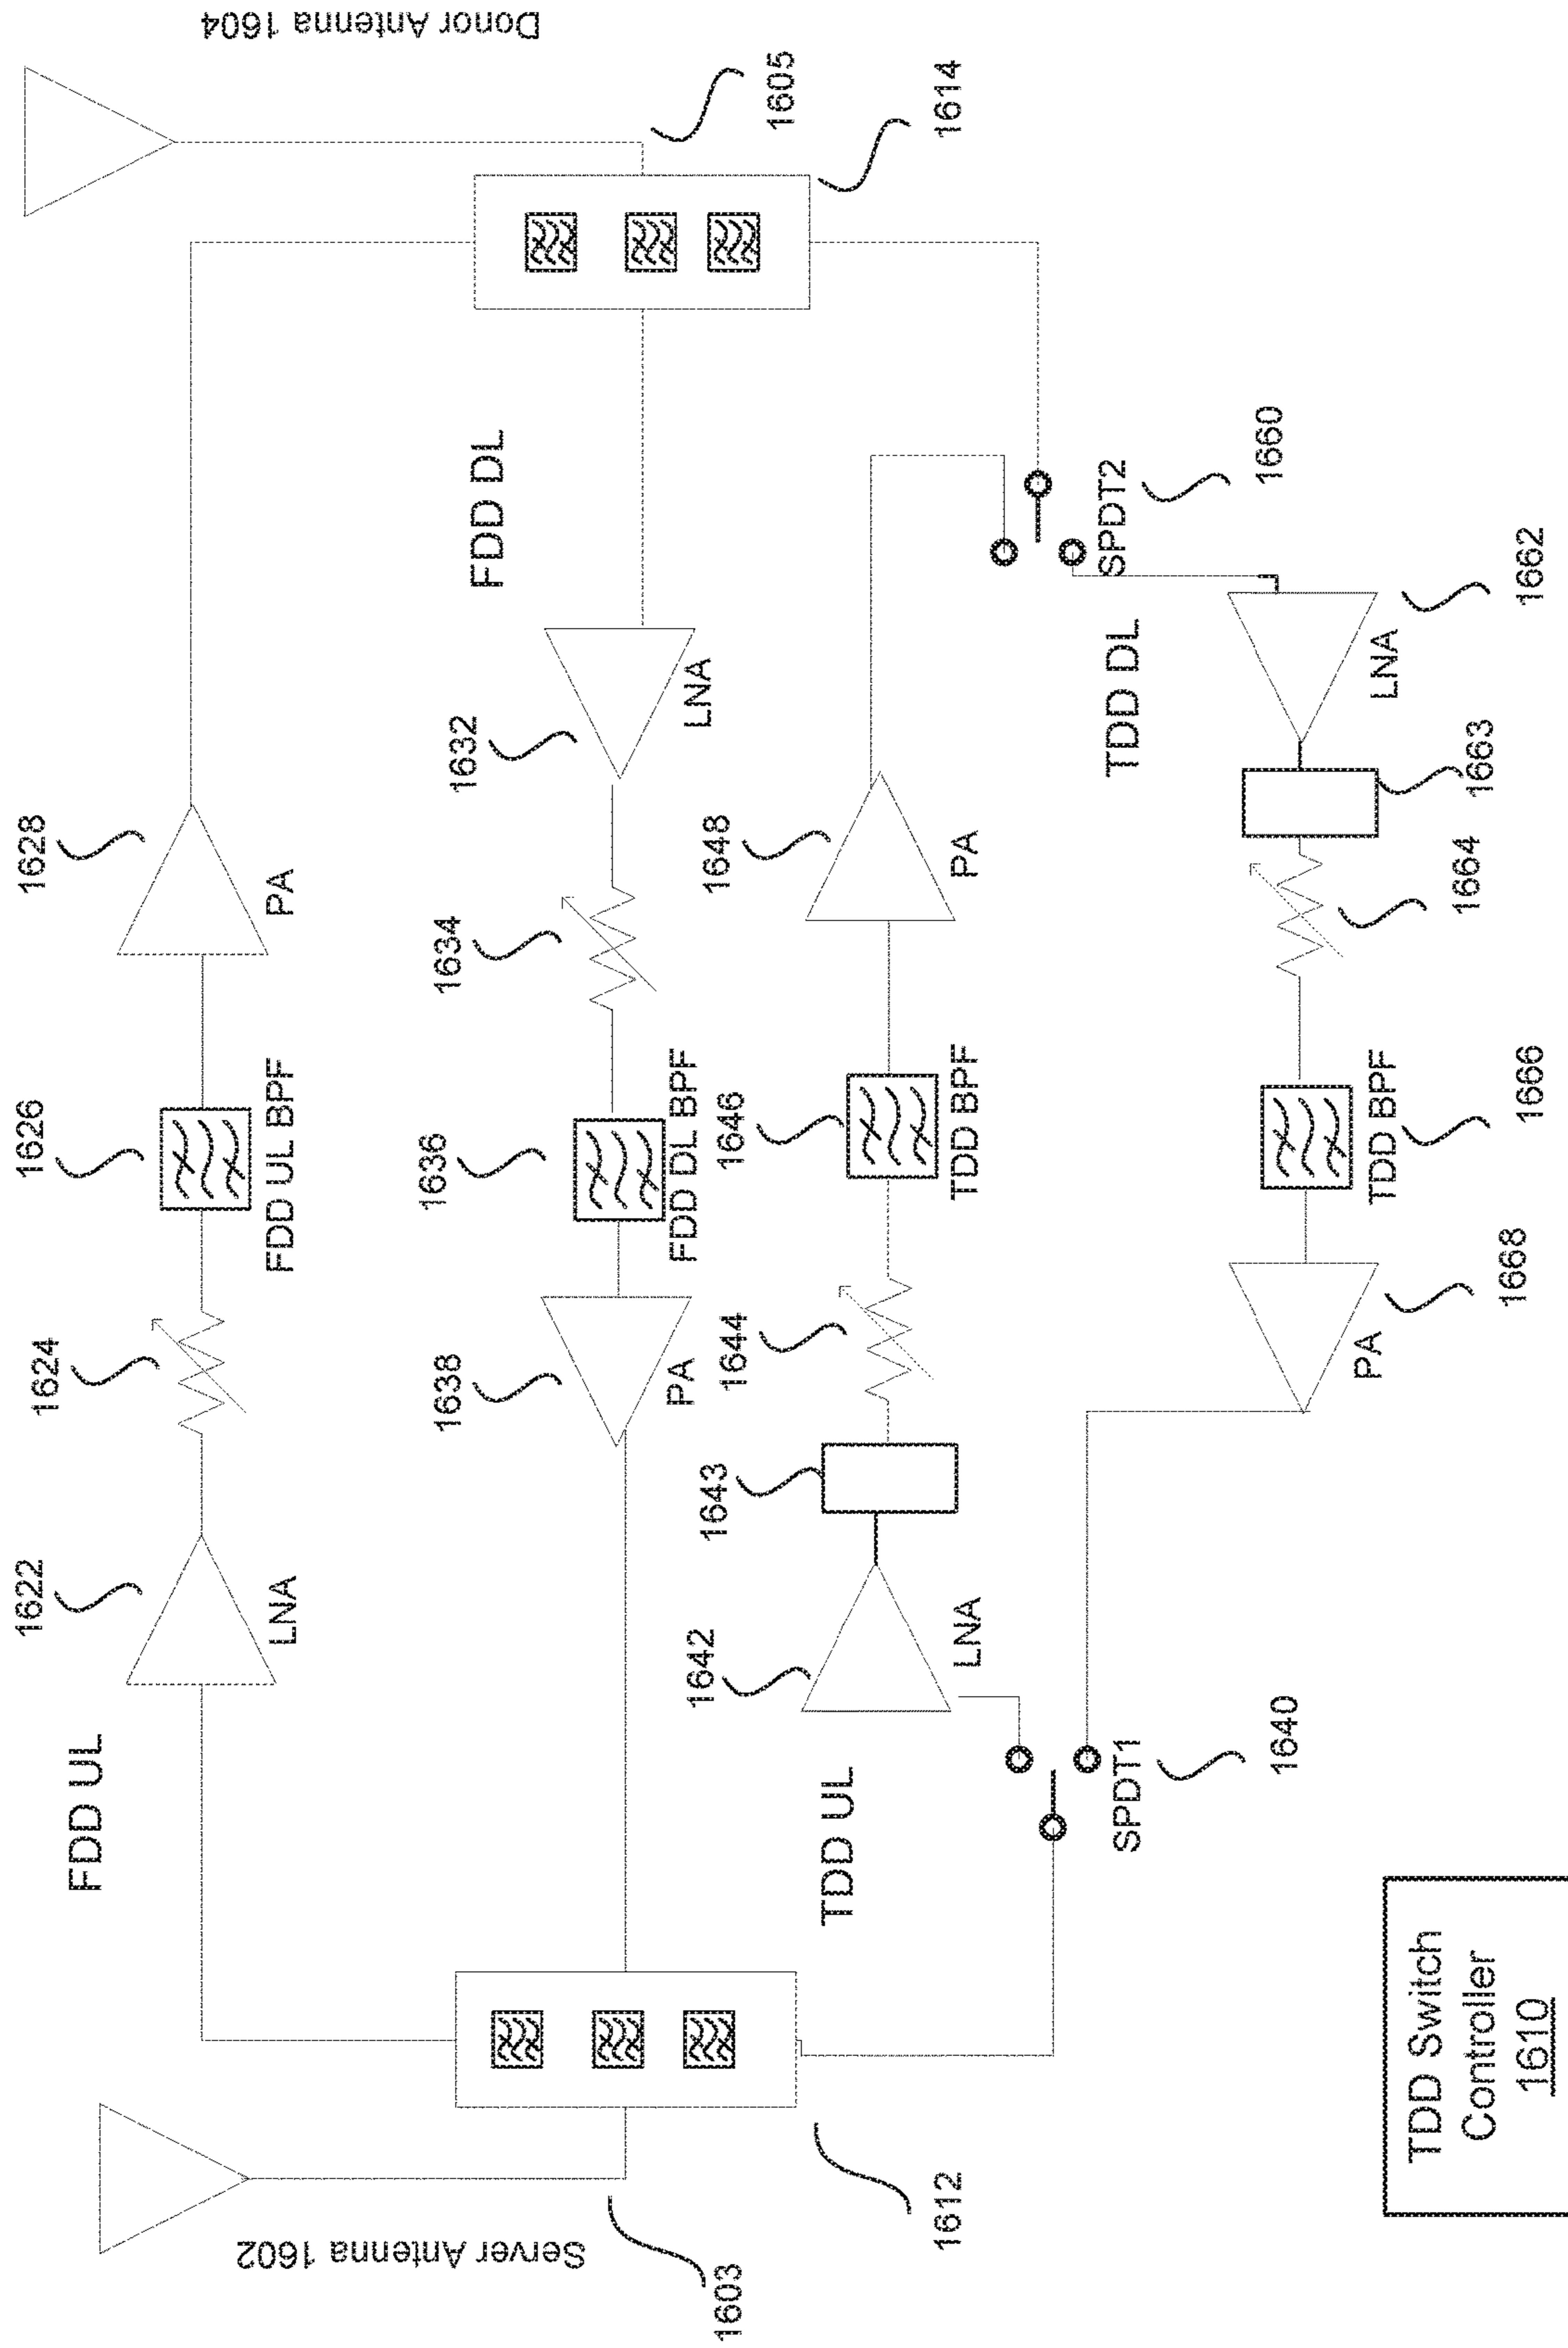 Server Antenna 1602
Donor Antenna 1604
1603
1605
1612
1614
FDD UL
1622
LNA
1624
1626
FDD UL BPF
1628
PA
FDD DL
1632
LNA
1634
1636
FDD DL BPF
1638
PA
TDD UL
1640
SPDT1
1642
LNA
1643
1644
1646
TDD BPF
1648
PA
SPDT2
1660
TDD DL
1662
LNA
1663
1664
1666
TDD BPF
1668
PA
TDD Switch
Controller
1610